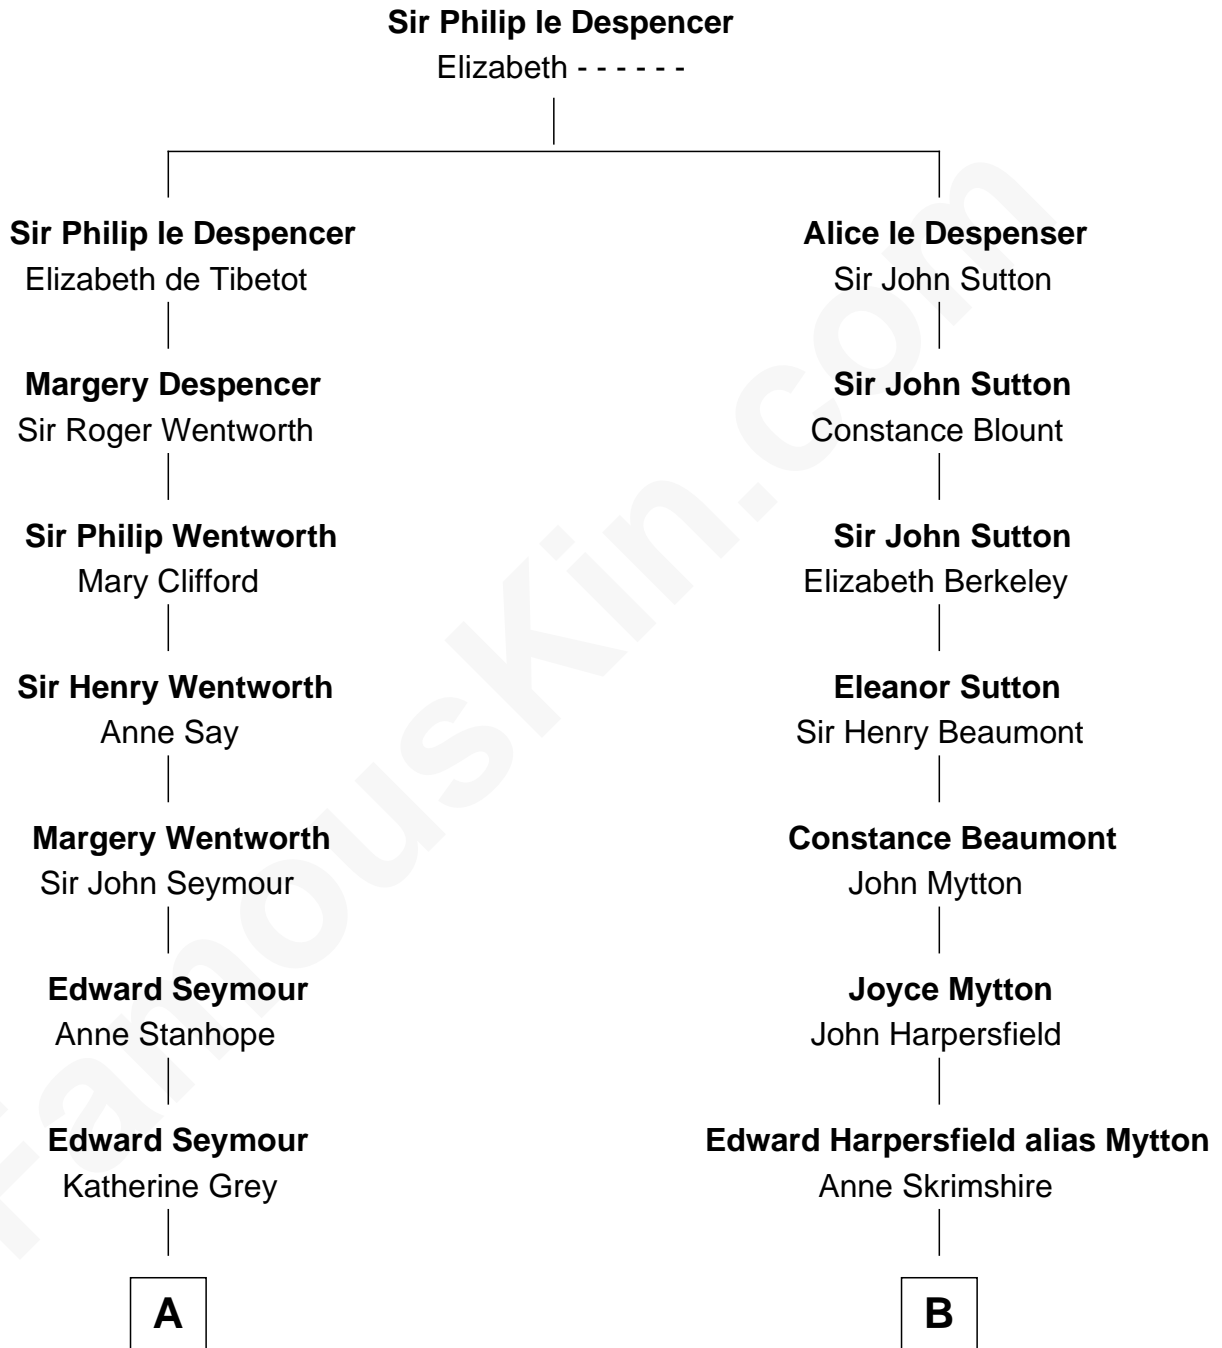 Sir Philip le Despencer
Elizabeth - - - - - -
Sir Philip le Despencer
Elizabeth de Tibetot
Margery Despencer
Sir Roger Wentworth
Sir Philip Wentworth
Mary Clifford
Sir Henry Wentworth
Anne Say
Margery Wentworth
Sir John Seymour
Edward Seymour
Anne Stanhope
Edward Seymour
Katherine Grey
A
Alice le Despenser
Sir John Sutton
Sir John Sutton
Constance Blount
Sir John Sutton
Elizabeth Berkeley
Eleanor Sutton
Sir Henry Beaumont
Constance Beaumont
John Mytton
Joyce Mytton
John Harpersfield
Edward Harpersfield alias Mytton
Anne Skrimshire
B
FamousKin.com